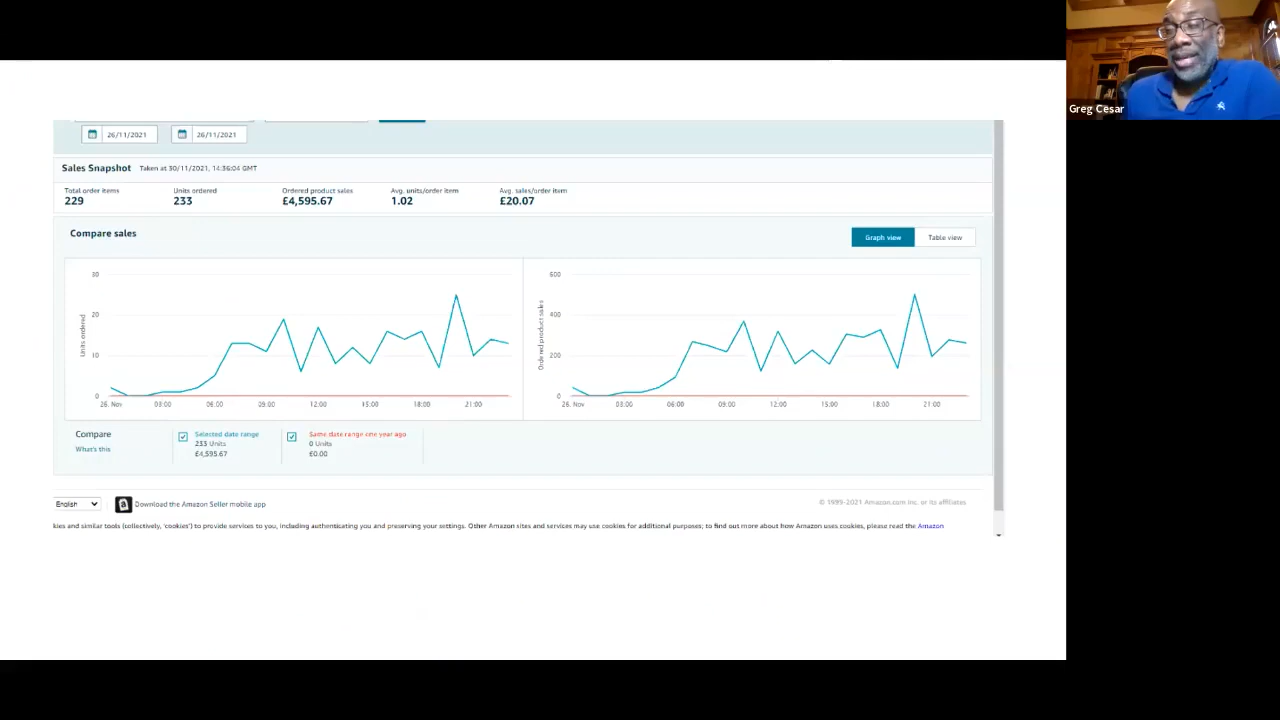 Greg Cesar
26/11/2021 26/11/2021
Sales Snapshot Taken at 30/11/2021, 14:36:04 GMT
Total order items Units ordered Ordered product sales Avg. units/order item Avg. sales/order item
229 233 £4,595.67 1.02 £20.07
Compare sales
Graph view Table view
Units ordered
30
20
10
0
26. Nov 03:00 06:00 09:00 12:00 15:00 18:00 21:00
Ordered product sales
600
400
200
0
26. Nov 03:00 06:00 09:00 12:00 15:00 18:00 21:00
Compare
What's this
Selected date range
233 Units
£4,595.67
Same date range one year ago
0 Units
£0.00
English Download the Amazon Seller mobile app
© 1999-2021 Amazon.com Inc. or its affiliates
kies and similar tools (collectively, 'cookies') to provide services to you, including authenticating you and preserving your settings. Other Amazon sites and services may use cookies for additional purposes; to find out more about how Amazon uses cookies, please read the Amazon